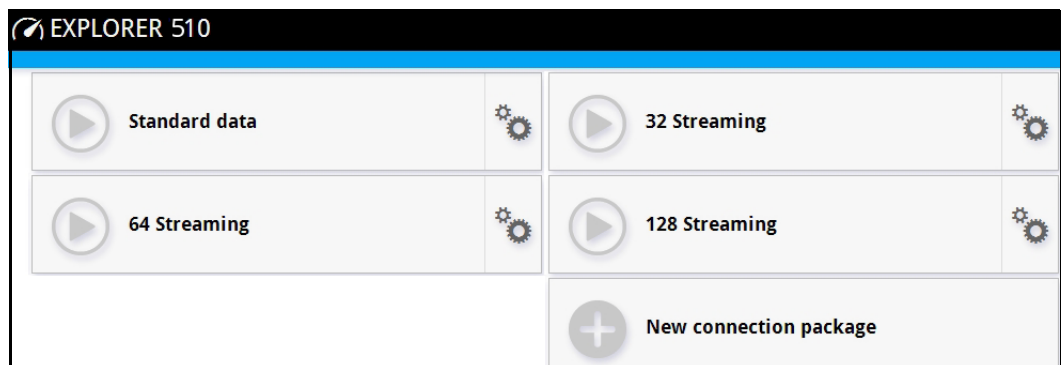 EXPLORER 510
Standard data
32 Streaming
64 Streaming
128 Streaming
New connection package